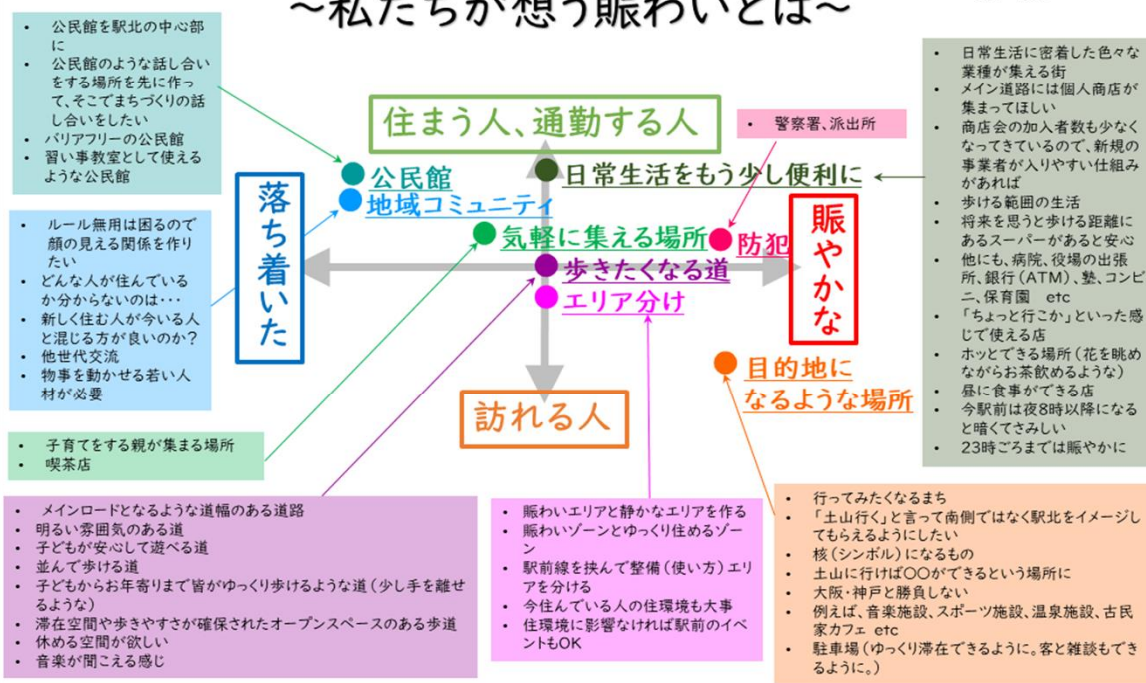 ～私たちが想う賑わいとは～
• 公民館を駅北の中心部
に
• 公民館のような話し合い
をする場所を先に作っ
て、そこでまちづくりの話
し合いをしたい
• バリアフリーの公民館
• 習い事教室として使える
ような公民館
住まう人、通勤する人
• 警察署、派出所
• 日常生活に密着した色々な
業種が集える街
• メイン道路には個人商店が
集まってほしい
• 商店会の加入者数も少なく
なってきているので、新規の
事業者が入りやすい仕組み
があれば
• 歩ける範囲の生活
• 将来を思うと歩ける距離に
あるスーパーがあると安心
• 他にも、病院、役場の出張
所、銀行（ATM）、塾、コンビ
ニ、保育園 etc
• 「ちょっと行こか」といった感
じで使える店
• ホッとできる場所（花を眺め
ながらお茶飲めるような）
• 昼に食事ができる店
• 今駅前は夜8時以降になる
と暗くてさみしい
• 23時ごろまでは賑やかに
公民館
地域コミュニティ
日常生活をもう少し便利に
気軽に集える場所
防犯
歩きたくなる道
エリア分け
落ち着いた
賑やかな
目的地に
なるような場所
訪れる人
• ルール無用は困るので
顔の見える関係を作り
たい
• どんな人が住んでいる
か分からないのは・・・
• 新しく住む人が今いる人
と混じる方が良いのか？
• 他世代交流
• 物事を動かせる若い人
材が必要
• 子育てをする親が集まる場所
• 喫茶店
• メインロードとなるような道幅のある道路
• 明るい雰囲気のある道
• 子どもが安心して遊べる道
• 並んで歩ける道
• 子どもからお年寄りまで皆がゆっくり歩けるような道（少し手を離せ
るような）
• 滞在空間や歩きやすさが確保されたオープンスペースのある歩道
• 休める空間が欲しい
• 音楽が聞こえる感じ
• 賑わいエリアと静かなエリアを作る
• 賑わいゾーンとゆっくり住めるゾー
ン
• 駅前線を挟んで整備（使い方）エリ
アを分ける
• 今住んでいる人の住環境も大事
• 住環境に影響なければ駅前のイベ
ントもOK
• 行ってみたくなるまち
• 「土山行く」と言って南側ではなく駅北をイメージし
てもらえるようにしたい
• 核（シンボル）になるもの
• 土山に行けば〇〇ができるという場所に
• 大阪・神戸と勝負しない
• 例えば、音楽施設、スポーツ施設、温泉施設、古民
家カフェ etc
• 駐車場（ゆっくり滞在できるように。客と雑談もでき
るように。）